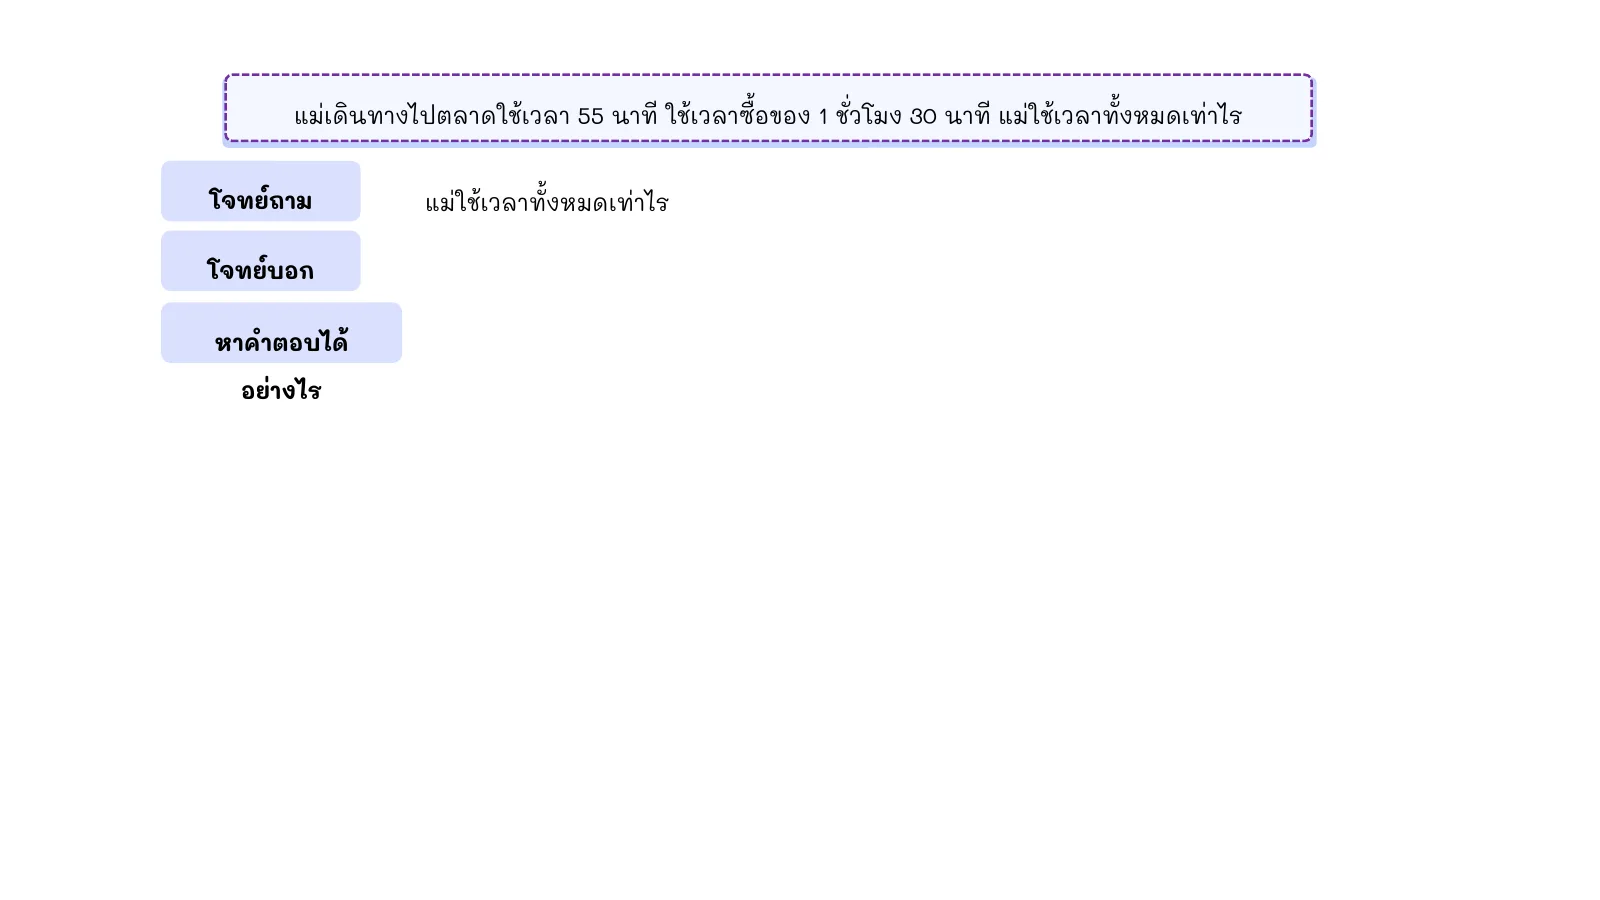 แม่เดินทางไปตลาดใช้เวลา 55 นาที ใช้เวลาซื้อของ 1 ชั่วโมง 30 นาที แม่ใช้เวลาทั้งหมดเท่าไร
โจทย์ถาม
แม่ใช้เวลาทั้งหมดเท่าไร
โจทย์บอก
หาคำตอบได้
อย่างไร